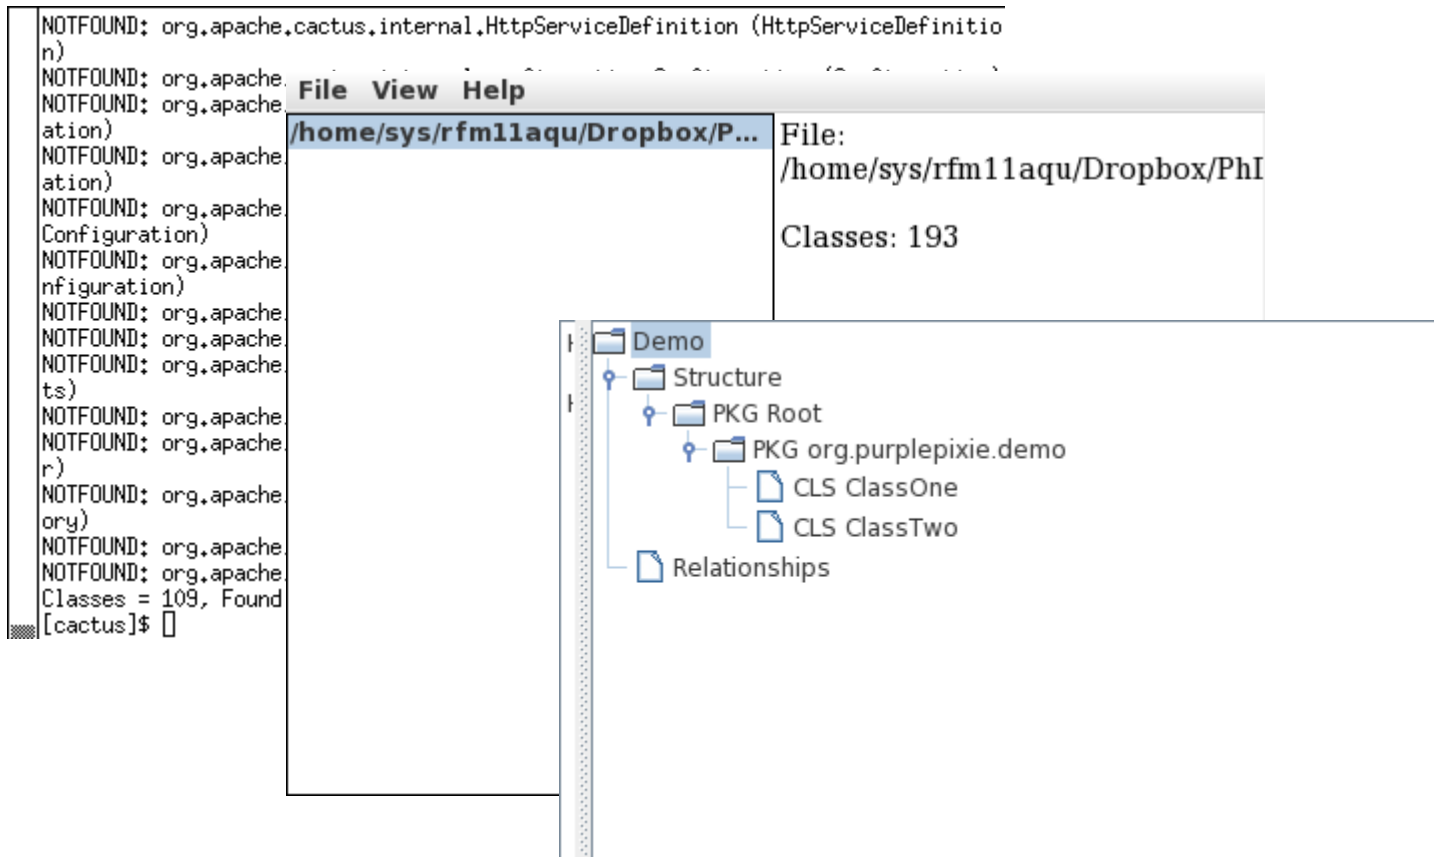 NOTFOUND: org.apache.cactus.internal.HttpServiceDefinition (HttpServiceDefinitio
n)
NOTFOUND: org.apache.
NOTFOUND: org.apache.
ation)
NOTFOUND: org.apache.
ation)
NOTFOUND: org.apache.
Configuration)
NOTFOUND: org.apache.
nfiguration)
NOTFOUND: org.apache.
NOTFOUND: org.apache.
NOTFOUND: org.apache.
ts)
NOTFOUND: org.apache.
NOTFOUND: org.apache.
r)
NOTFOUND: org.apache.
ory)
NOTFOUND: org.apache.
NOTFOUND: org.apache.
Classes = 109, Found
[cactus]$
File View Help
/home/sys/rfm11aqu/Dropbox/P...
File:
/home/sys/rfm11aqu/Dropbox/PhI
Classes: 193
Demo
Structure
PKG Root
PKG org.purplepixie.demo
CLS ClassOne
CLS ClassTwo
Relationships